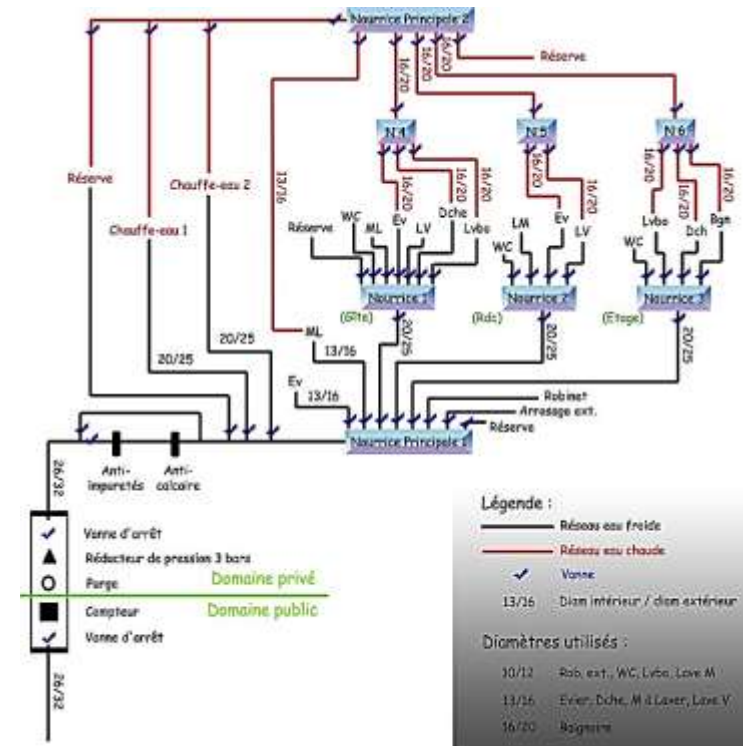 Nourrice Principale 2
Réserve
16/20
16/20
16/20
16/20
16/20
N.4
N.5
N.6
13/16
Réserve
Chauffe-eau 2
Chauffe-eau 1
16/20
16/20
16/20
16/20
16/20
16/20
16/20
16/20
Réserve
WC
ML
Ev
LV
Dche
Lvbo
WC
LM
Ev
LV
WC
Lvbo
Dch
Bgn
Nourrice 1
Nourrice 2
Nourrice 3
(Gîte)
(Rdc)
(Etage)
20/25
20/25
20/25
20/25
20/25
ML
13/16
Ev
13/16
Robinet
Arrosage ext.
Réserve
Nourrice Principale 1
26/32
Anti-
impuretés
Anti-
calcaire
Vanne d'arrêt
Réducteur de pression 3 bars
Purge
Domaine privé
Compteur
Domaine public
Vanne d'arrêt
26/32
Légende :
Réseau eau froide
Réseau eau chaude
Vanne
13/16 Diam intérieur / diam extérieur
Diamètres utilisés :
10/12 Rob. ext., WC, Lvbo, Lave M
13/16 Evier, Dche, M à Laver, Lave V
16/20 Baignoire